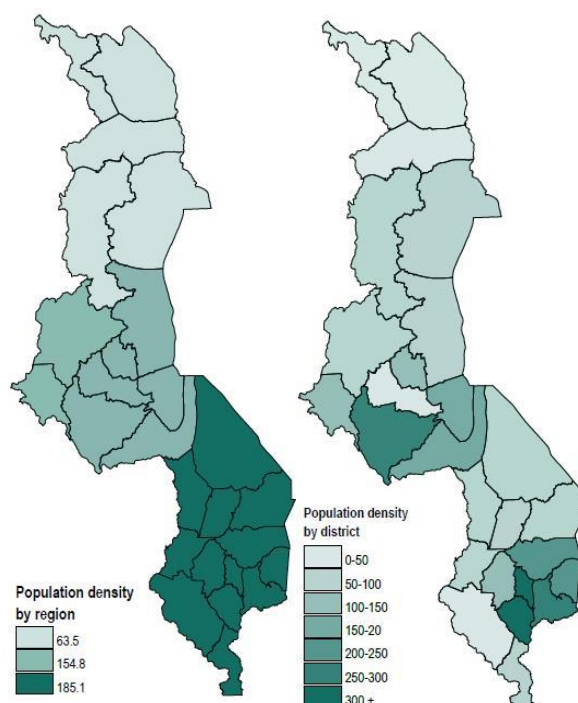 Population density
by region
63.5
154.8
185.1
Population density
by district
0-50
50-100
100-150
150-20
200-250
250-300
300 +